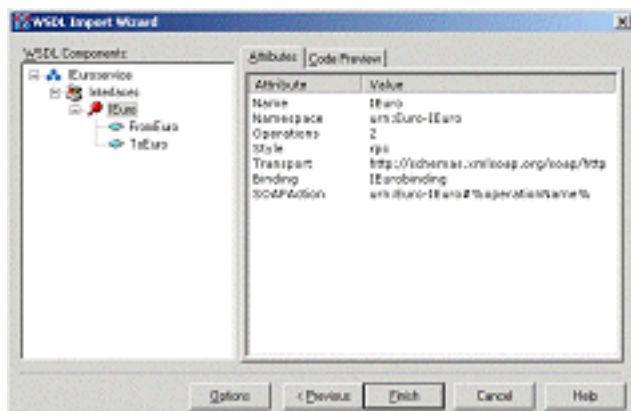 WSDL Import Wizard
WSDL Components:
IEuroservice
Interfaces
IEuro
FromEuro
ToEuro
Attributes
Code Preview
Attribute Value
Name IEuro
Namespace urn:Euro-IEuro
Operations 2
Style rpc
Transport http://schemas.xmlsoap.org/soap/http
Binding IEurobinding
SOAPAction urn:Euro-IEuro#%operationName%
Options < Previous Finish Cancel Help